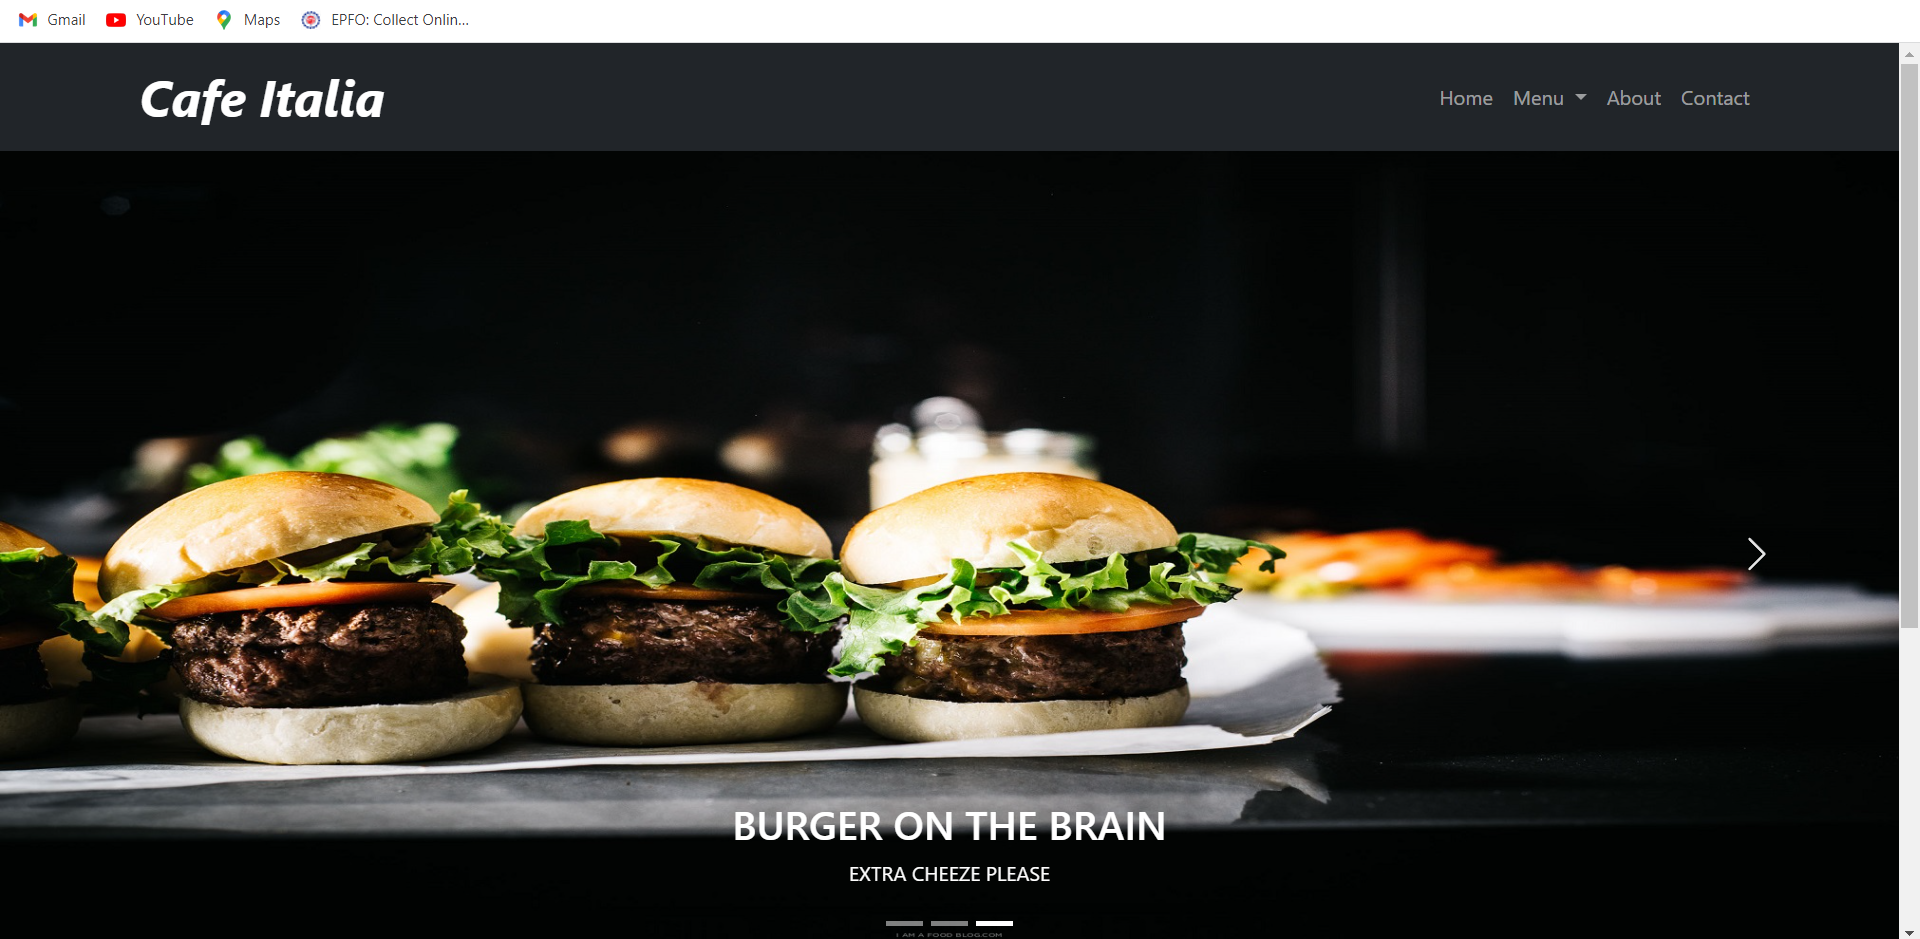 Gmail YouTube Maps EPFO: Collect Onlin...
Cafe Italia
Home Menu About Contact
BURGER ON THE BRAIN
EXTRA CHEEZE PLEASE
I AM A FOOD BLOG.COM